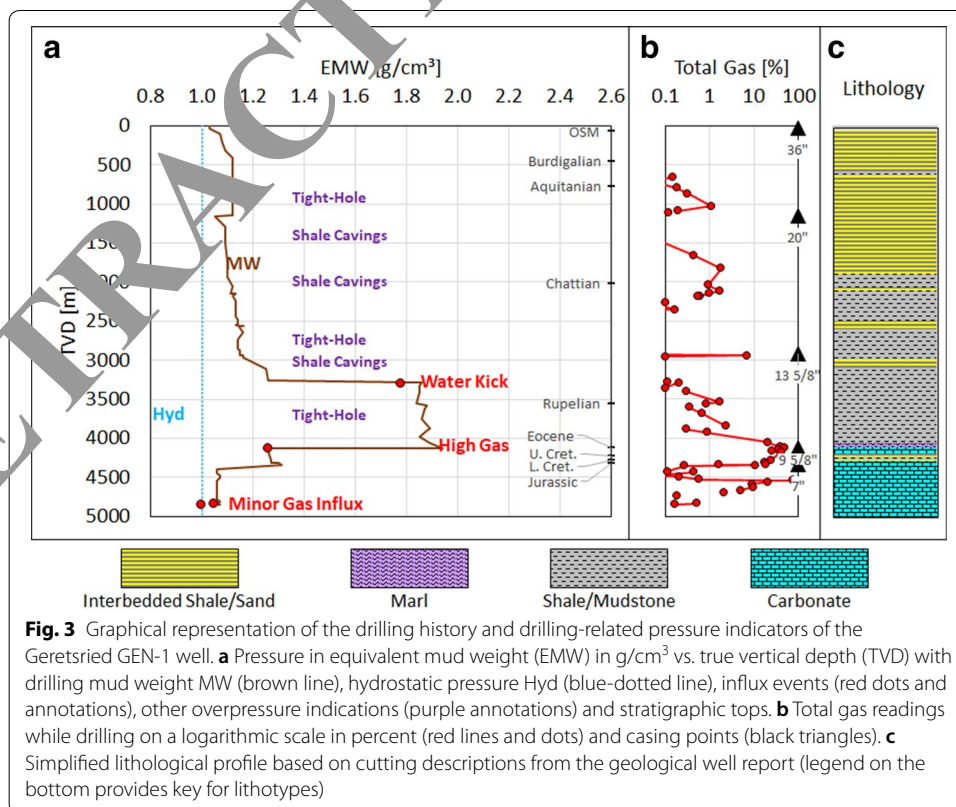 a
b
c
EMW [g/cm³]
Total Gas [%]
Lithology
0.8 1.0 1.2 1.4 1.6 1.8 2.0 2.2 2.4 2.6
0.1 1 10 100
TVD [m]
0
500
1000
1500
2000
2500
3000
3500
4000
4500
5000
Hyd
MW
Tight-Hole
Shale Cavings
Shale Cavings
Tight-Hole
Shale Cavings
Water Kick
Tight-Hole
High Gas
Minor Gas Influx
OSM
Burdigalian
Aquitanian
Chattian
Rupelian
Eocene
U. Cret.
L. Cret.
Jurassic
36"
20"
13 5/8"
9 5/8"
7"
Interbedded Shale/Sand
Marl
Shale/Mudstone
Carbonate
Fig. 3 Graphical representation of the drilling history and drilling-related pressure indicators of the
Geretsried GEN-1 well. a Pressure in equivalent mud weight (EMW) in g/cm³ vs. true vertical depth (TVD) with
drilling mud weight MW (brown line), hydrostatic pressure Hyd (blue-dotted line), influx events (red dots and
annotations), other overpressure indications (purple annotations) and stratigraphic tops. b Total gas readings
while drilling on a logarithmic scale in percent (red lines and dots) and casing points (black triangles). c
Simplified lithological profile based on cutting descriptions from the geological well report (legend on the
bottom provides key for lithotypes)